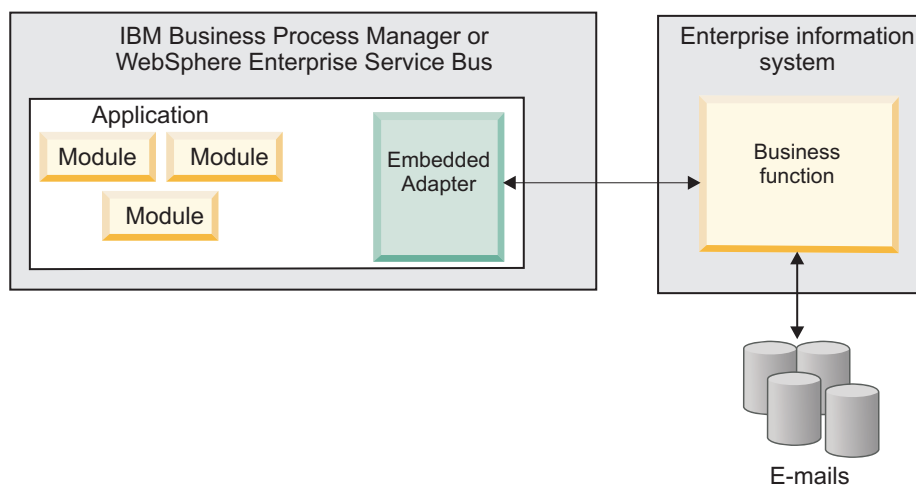 IBM Business Process Manager or
WebSphere Enterprise Service Bus
Application
Module
Module
Module
Embedded
Adapter
Enterprise information
system
Business
function
E-mails